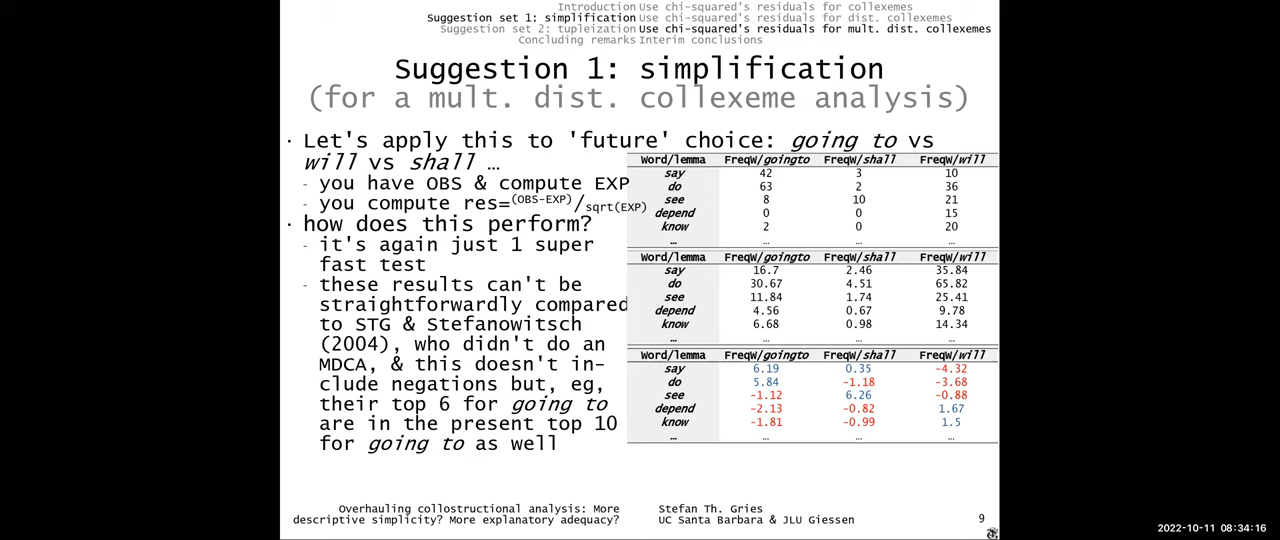 Introduction Use chi-squared's residuals for collexemes
Suggestion set 1: simplification Use chi-squared's residuals for dist. collexemes
Suggestion set 2: tupleization Use chi-squared's residuals for mult. dist. collexemes
Concluding remarks Interim conclusions
Suggestion 1: simplification
(for a mult. dist. collexeme analysis)
· Let's apply this to 'future' choice: going to vs
will vs shall …
- you have OBS & compute EXP
- you compute res=(OBS-EXP)/sqrt(EXP)
· how does this perform?
- it's again just 1 super
fast test
- these results can't be
straightforwardly compared
to STG & Stefanowitsch
(2004), who didn't do an
MDCA, & this doesn't in-
clude negations but, eg,
their top 6 for going to
are in the present top 10
for going to as well
Word/lemma FreqW/goingto FreqW/shall FreqW/will
say 42 3 10
do 63 2 36
see 8 10 21
depend 0 0 15
know 2 0 20
… … … …
Word/lemma FreqW/goingto FreqW/shall FreqW/will
say 16.7 2.46 35.84
do 30.67 4.51 65.82
see 11.84 1.74 25.41
depend 4.56 0.67 9.78
know 6.68 0.98 14.34
… … … …
Word/lemma FreqW/goingto FreqW/shall FreqW/will
say 6.19 0.35 -4.32
do 5.84 -1.18 -3.68
see -1.12 6.26 -0.88
depend -2.13 -0.82 1.67
know -1.81 -0.99 1.5
… … … …
Overhauling collostructional analysis: More
descriptive simplicity? More explanatory adequacy?
Stefan Th. Gries
UC Santa Barbara & JLU Giessen
9
2022-10-11 08:34:16